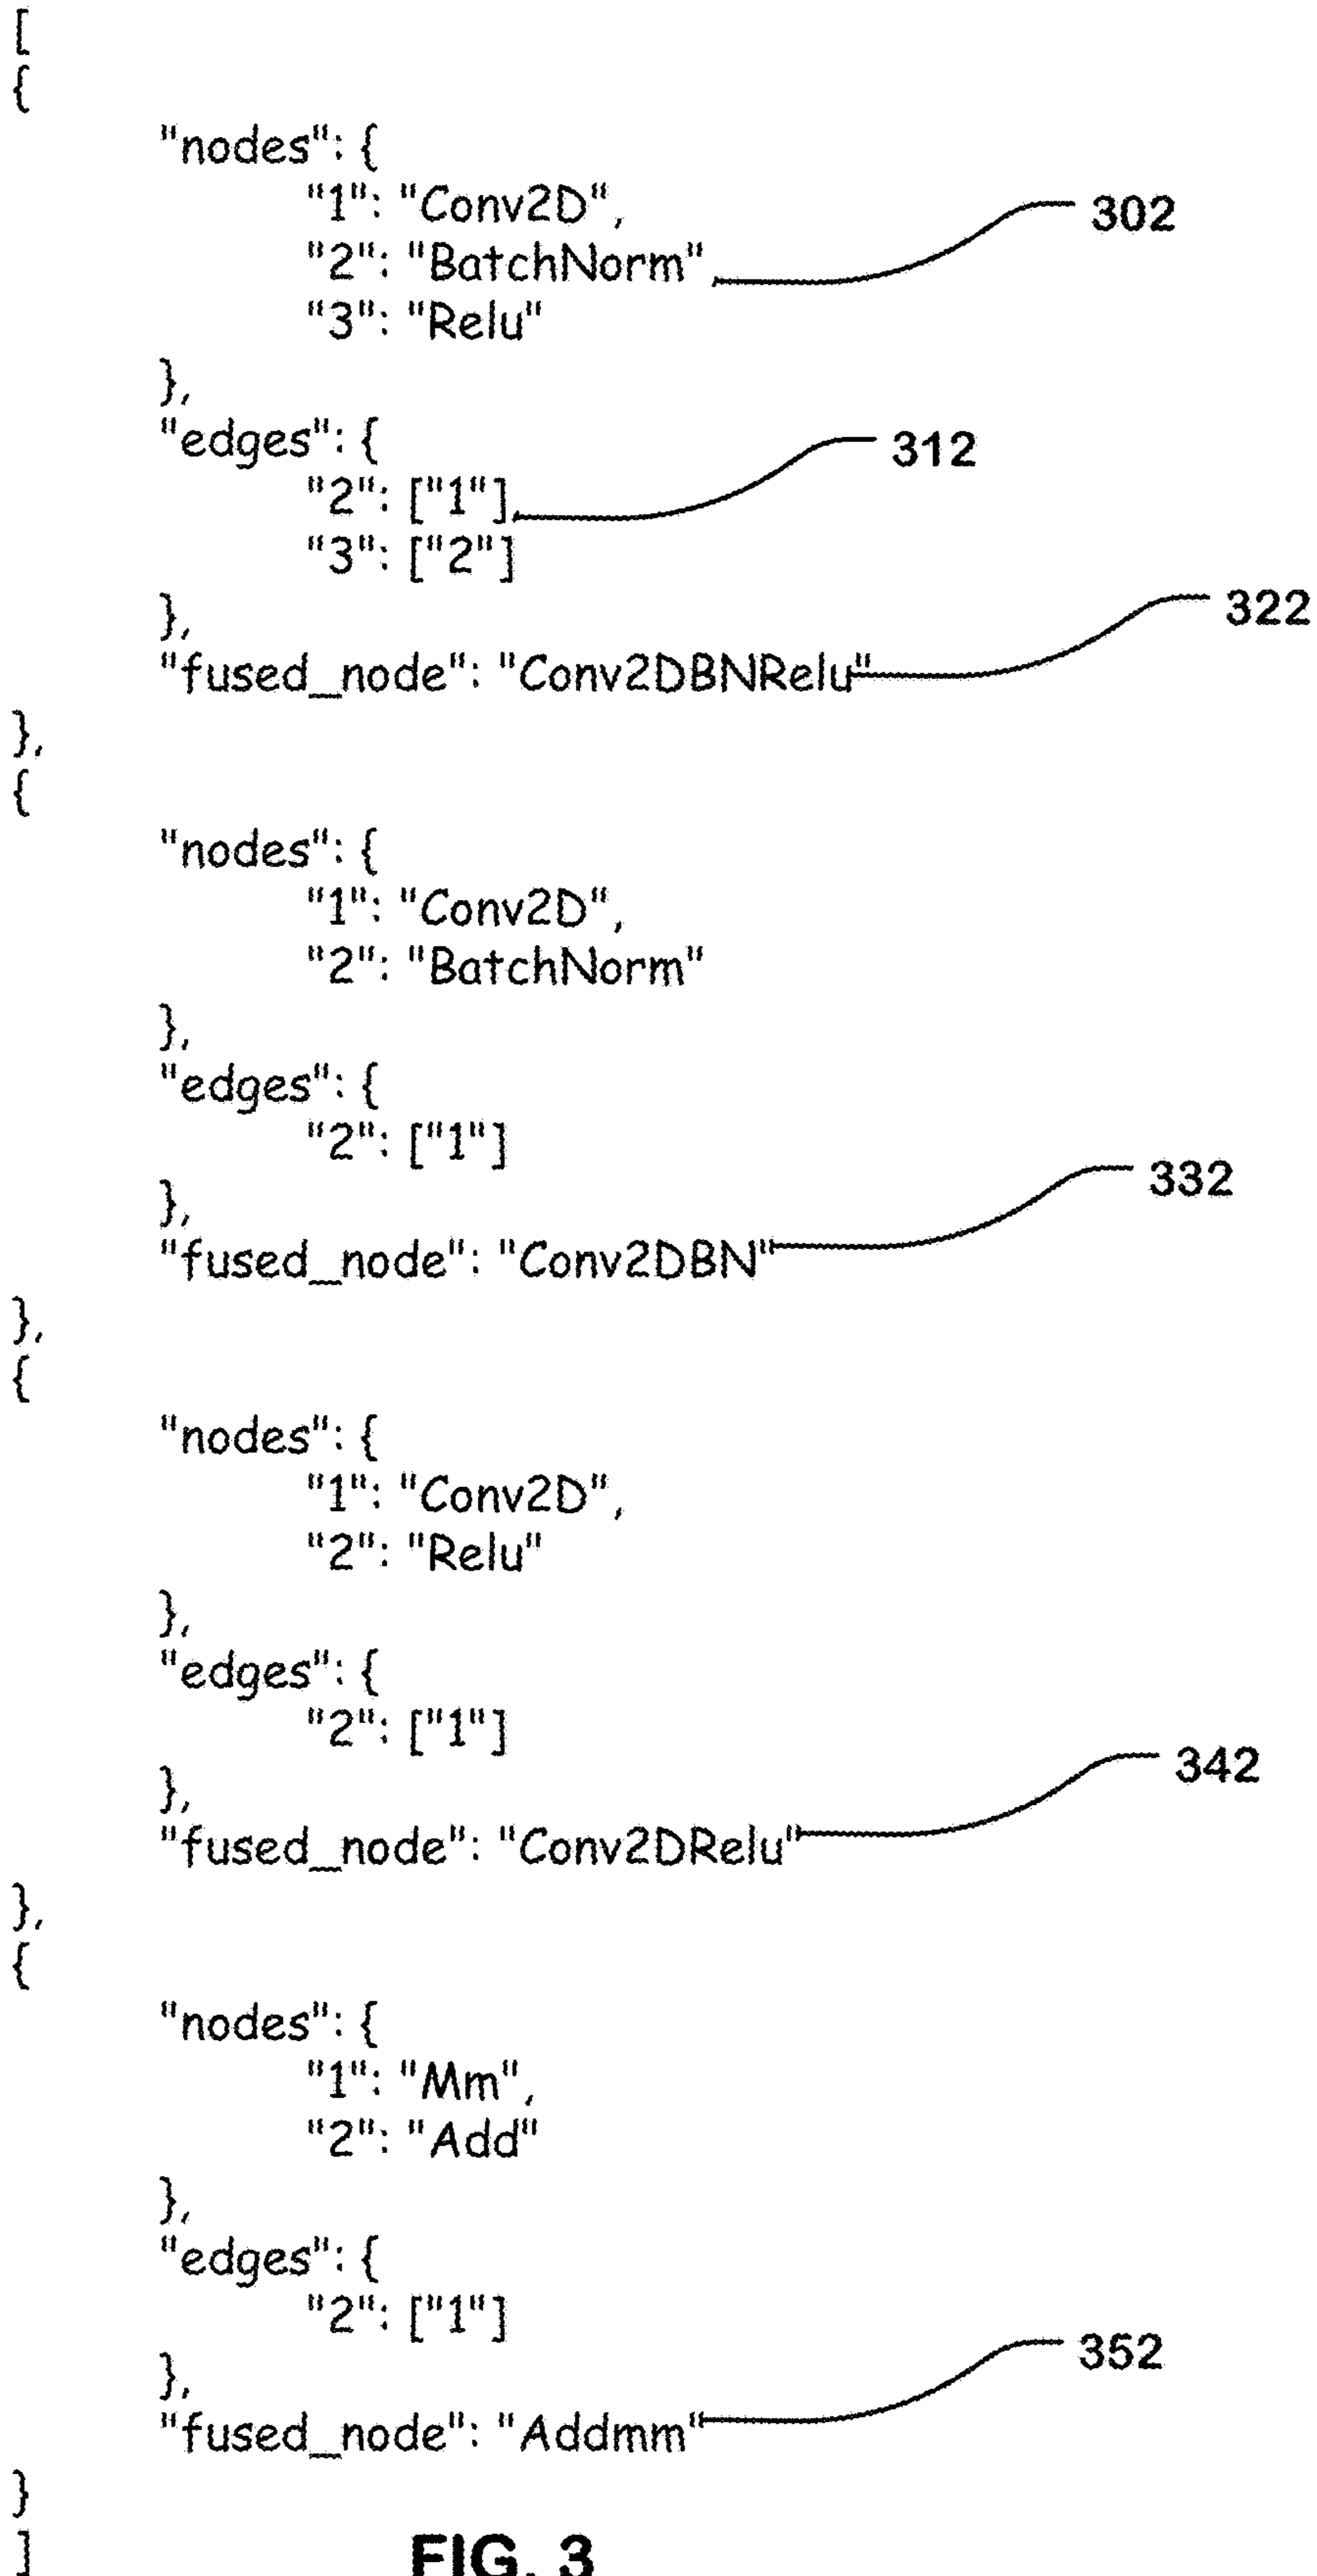 [
{
"nodes": {
"1": "Conv2D",
"2": "BatchNorm", 302
"3": "Relu"
},
"edges": {
312
"2": ["1"],
"3": ["2"]
},
322
"fused_node": "Conv2DBNRelu"
},
{
"nodes": {
"1": "Conv2D",
"2": "BatchNorm"
},
"edges": {
"2": ["1"]
},
332
"fused_node": "Conv2DBN"
},
{
"nodes": {
"1": "Conv2D",
"2": "Relu"
},
"edges": {
"2": ["1"]
},
342
"fused_node": "Conv2DRelu"
},
{
"nodes": {
"1": "Mm",
"2": "Add"
},
"edges": {
"2": ["1"]
},
352
"fused_node": "Addmm"
}
]
FIG. 3